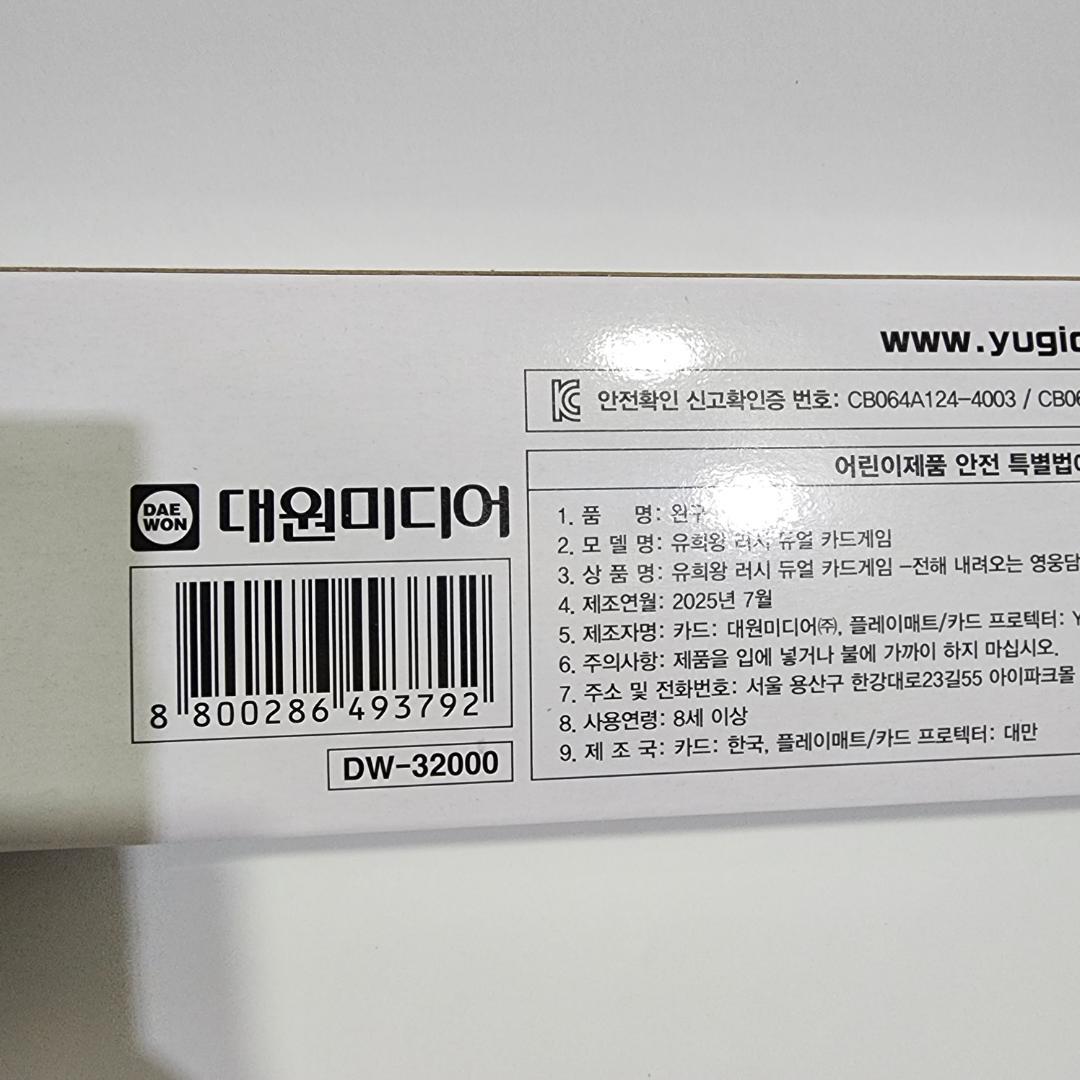 www.yugio
KC 안전확인 신고확인증 번호: CB064A124-4003 / CB06
어린이제품 안전 특별법에
DAE WON 대원미디어
1. 품 명: 완구
2. 모 델 명: 유희왕 러시 듀얼 카드게임
3. 상 품 명: 유희왕 러시 듀얼 카드게임 -전해 내려오는 영웅담
4. 제조연월: 2025년 7월
5. 제조자명: 카드: 대원미디어㈜, 플레이매트/카드 프로텍터: Y
6. 주의사항: 제품을 입에 넣거나 불에 가까이 하지 마십시오.
7. 주소 및 전화번호: 서울 용산구 한강대로23길55 아이파크몰
8. 사용연령: 8세 이상
9. 제 조 국: 카드: 한국, 플레이매트/카드 프로텍터: 대만
8 800286 493792
DW-32000